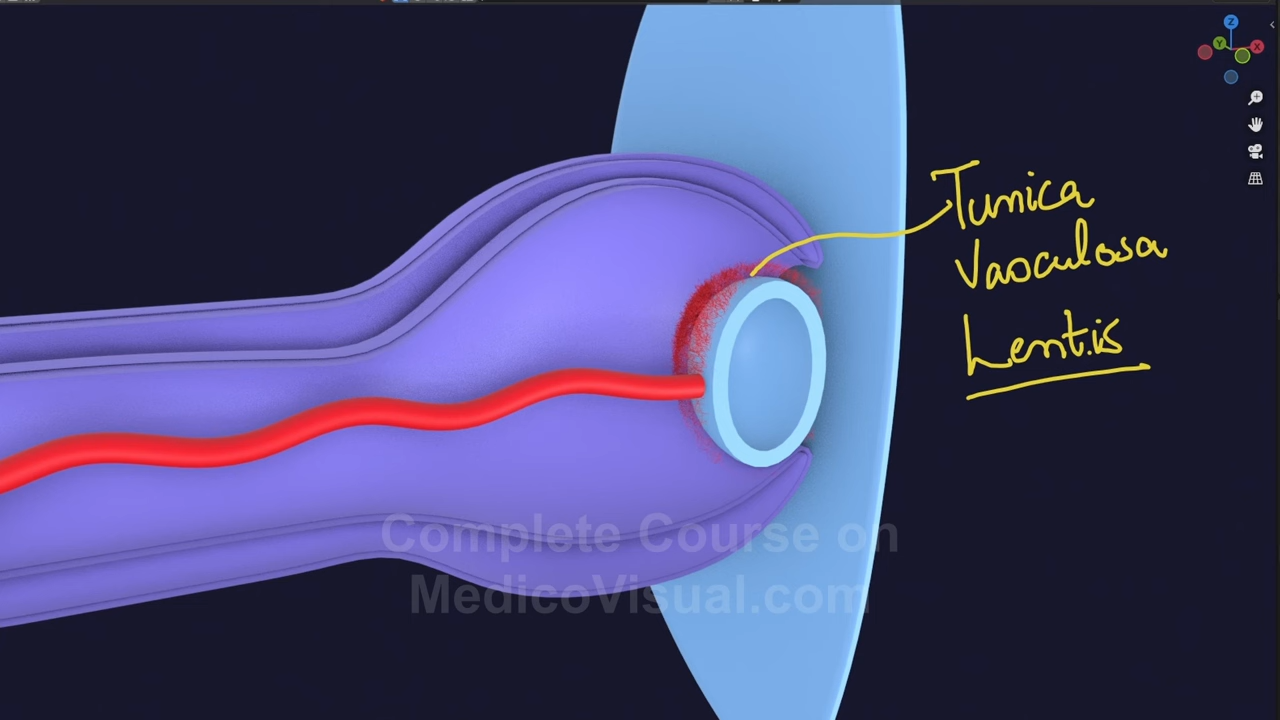 Tunica
Vasculosa
Lentis
Complete Course on
MedicoVisual.com
Z
Y
X